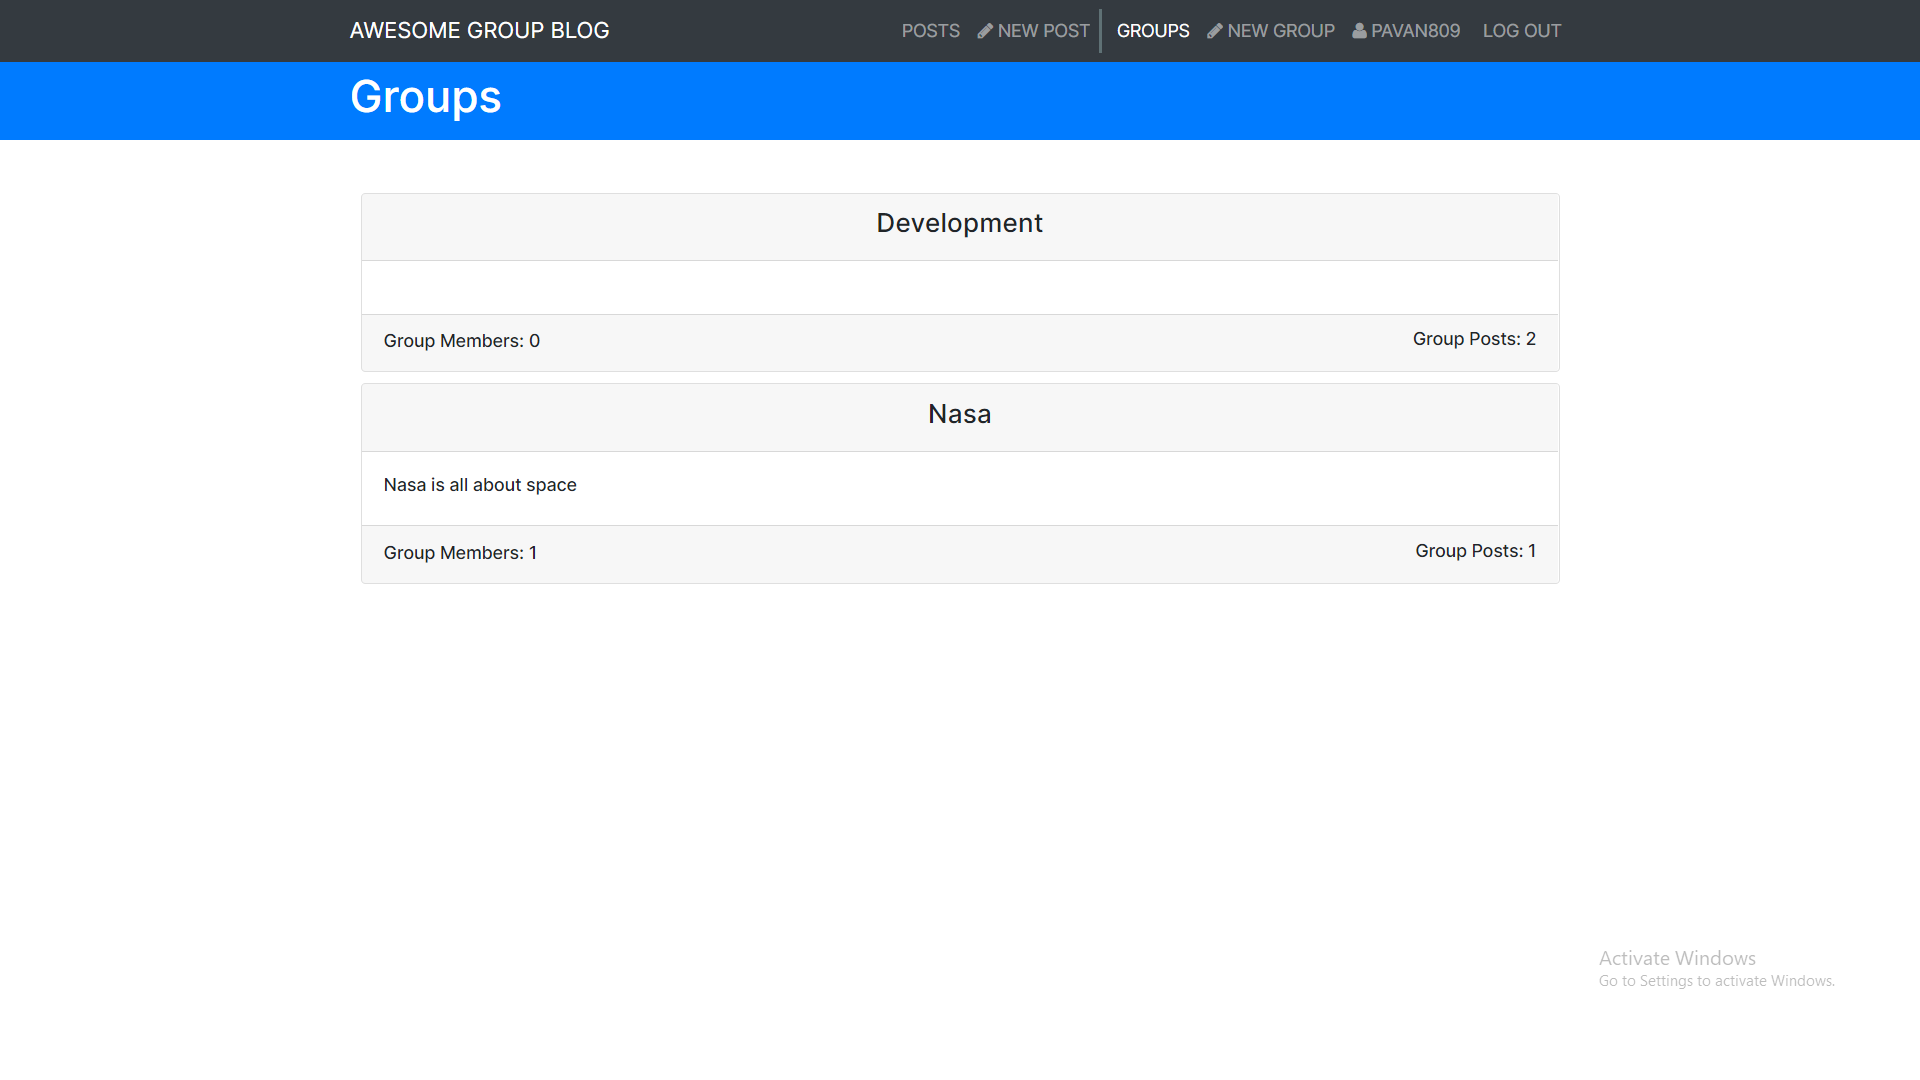 AWESOME GROUP BLOG
POSTS NEW POST GROUPS NEW GROUP PAVAN809 LOG OUT
Groups
Development
Group Members: 0 Group Posts: 2
Nasa
Nasa is all about space
Group Members: 1 Group Posts: 1
Activate Windows
Go to Settings to activate Windows.